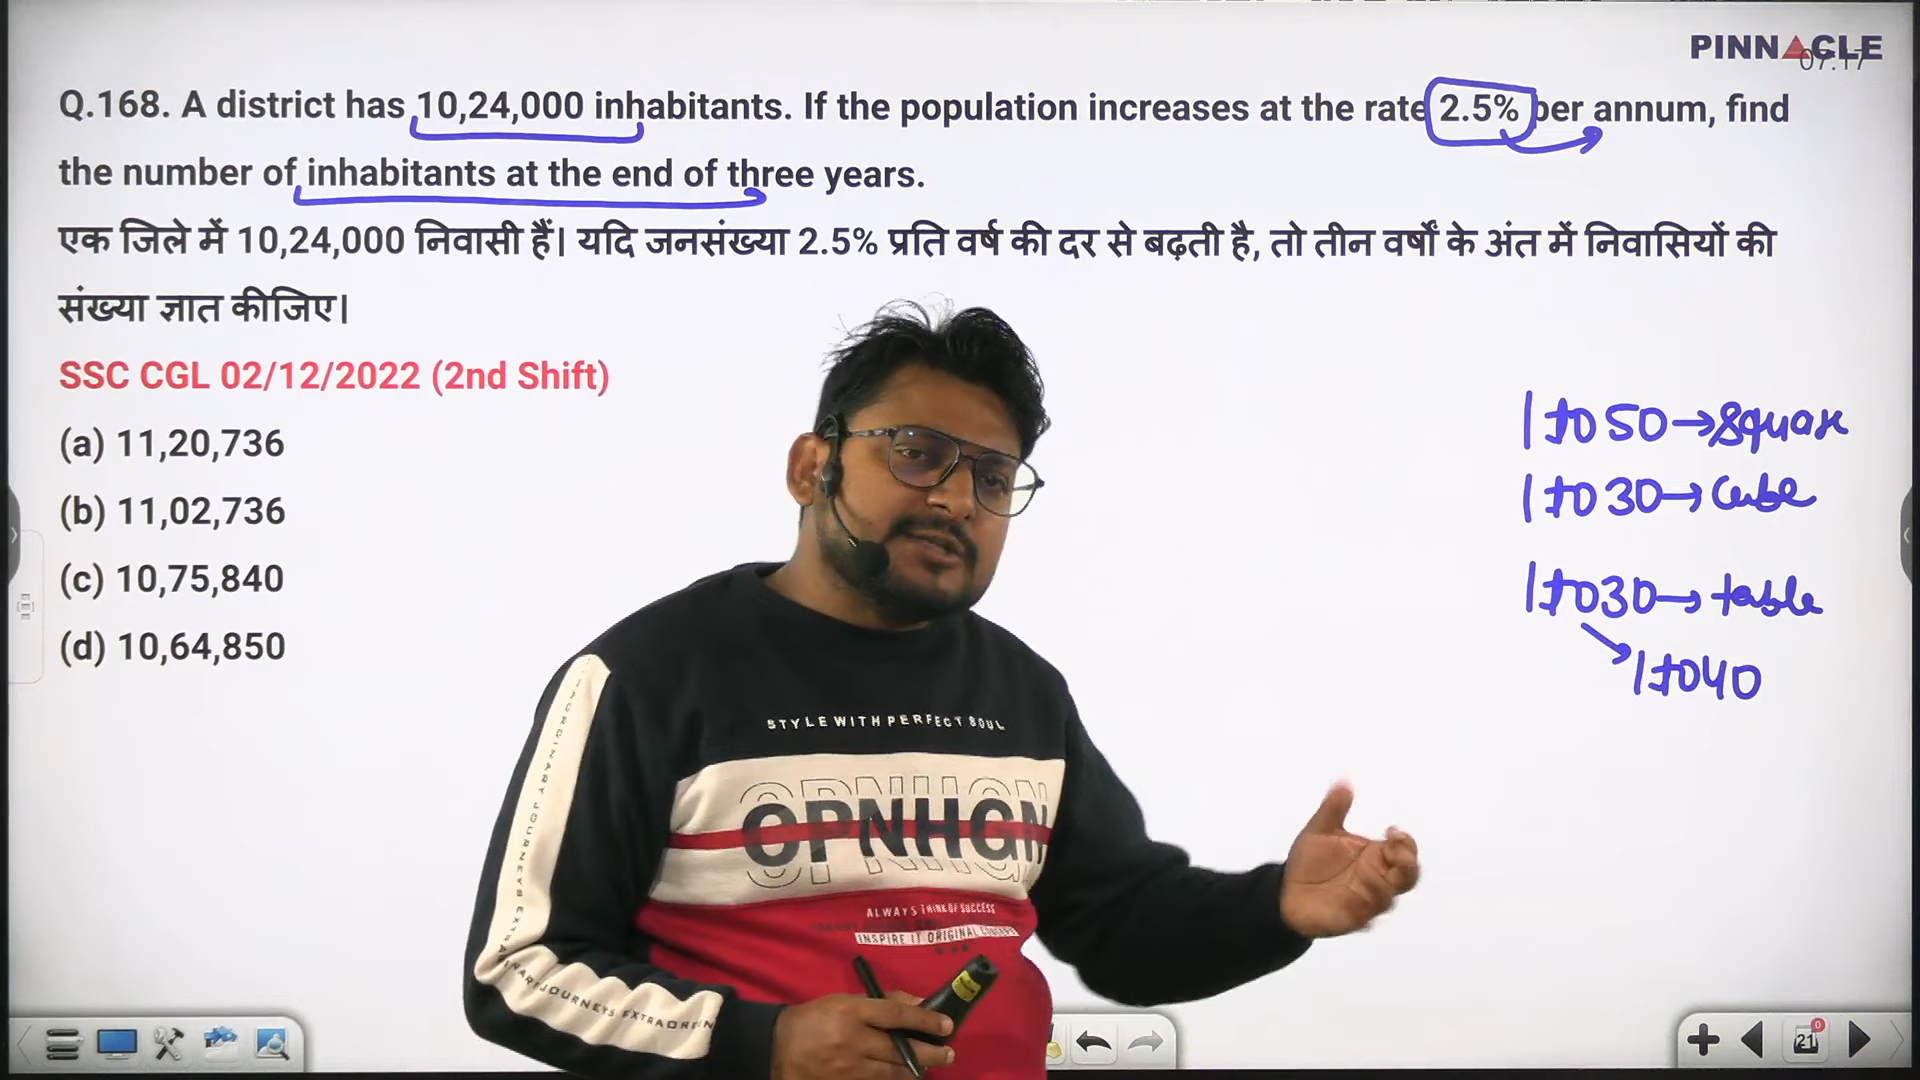 PINNACLE
07:17
Q.168. A district has 10,24,000 inhabitants. If the population increases at the rate 2.5% per annum, find
the number of inhabitants at the end of three years.
एक जिले में 10,24,000 निवासी हैं। यदि जनसंख्या 2.5% प्रति वर्ष की दर से बढ़ती है, तो तीन वर्षों के अंत में निवासियों की
संख्या ज्ञात कीजिए।
SSC CGL 02/12/2022 (2nd Shift)
(a) 11,20,736
(b) 11,02,736
(c) 10,75,840
(d) 10,64,850
1 to 50 → Square
1 to 30 → Cube
1 to 30 → table
1 to 40
STYLE WITH PERFECT SOUL
OPNHGN
ALWAYS THINK OF SUCCESS
INSPIRE IT ORIGINAL
21
0